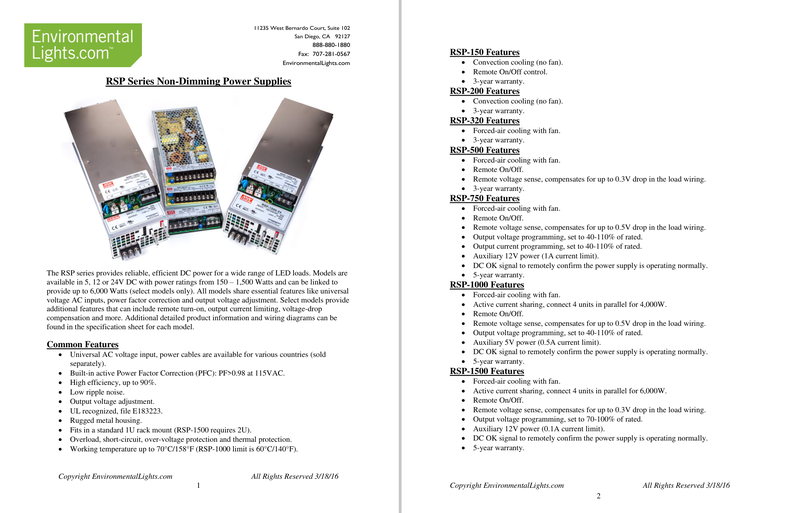 Environmental
Lights.com™
11235 West Bernardo Court, Suite 102
San Diego, CA 92127
888-880-1880
Fax: 707-281-0567
EnvironmentalLights.com
RSP Series Non-Dimming Power Supplies
The RSP series provides reliable, efficient DC power for a wide range of LED loads. Models are
available in 5, 12 or 24V DC with power ratings from 150 – 1,500 Watts and can be linked to
provide up to 6,000 Watts (select models only). All models share essential features like universal
voltage AC inputs, power factor correction and output voltage adjustment. Select models provide
additional features that can include remote turn-on, output current limiting, voltage-drop
compensation and more. Additional detailed product information and wiring diagrams can be
found in the specification sheet for each model.
Common Features
• Universal AC voltage input, power cables are available for various countries (sold
separately).
• Built-in active Power Factor Correction (PFC): PF>0.98 at 115VAC.
• High efficiency, up to 90%.
• Low ripple noise.
• Output voltage adjustment.
• UL recognized, file E183223.
• Rugged metal housing.
• Fits in a standard 1U rack mount (RSP-1500 requires 2U).
• Overload, short-circuit, over-voltage protection and thermal protection.
• Working temperature up to 70°C/158°F (RSP-1000 limit is 60°C/140°F).
Copyright EnvironmentalLights.com All Rights Reserved 3/18/16
1
RSP-150 Features
• Convection cooling (no fan).
• Remote On/Off control.
• 3-year warranty.
RSP-200 Features
• Convection cooling (no fan).
• 3-year warranty.
RSP-320 Features
• Forced-air cooling with fan.
• 3-year warranty.
RSP-500 Features
• Forced-air cooling with fan.
• Remote On/Off.
• Remote voltage sense, compensates for up to 0.3V drop in the load wiring.
• 3-year warranty.
RSP-750 Features
• Forced-air cooling with fan.
• Remote On/Off.
• Remote voltage sense, compensates for up to 0.5V drop in the load wiring.
• Output voltage programming, set to 40-110% of rated.
• Output current programming, set to 40-110% of rated.
• Auxiliary 12V power (1A current limit).
• DC OK signal to remotely confirm the power supply is operating normally.
• 5-year warranty.
RSP-1000 Features
• Forced-air cooling with fan.
• Active current sharing, connect 4 units in parallel for 4,000W.
• Remote On/Off.
• Remote voltage sense, compensates for up to 0.5V drop in the load wiring.
• Output voltage programming, set to 40-110% of rated.
• Auxiliary 5V power (0.5A current limit).
• DC OK signal to remotely confirm the power supply is operating normally.
• 5-year warranty.
RSP-1500 Features
• Forced-air cooling with fan.
• Active current sharing, connect 4 units in parallel for 6,000W.
• Remote On/Off.
• Remote voltage sense, compensates for up to 0.3V drop in the load wiring.
• Output voltage programming, set to 70-100% of rated.
• Auxiliary 12V power (0.1A current limit).
• DC OK signal to remotely confirm the power supply is operating normally.
• 5-year warranty.
Copyright EnvironmentalLights.com All Rights Reserved 3/18/16
2